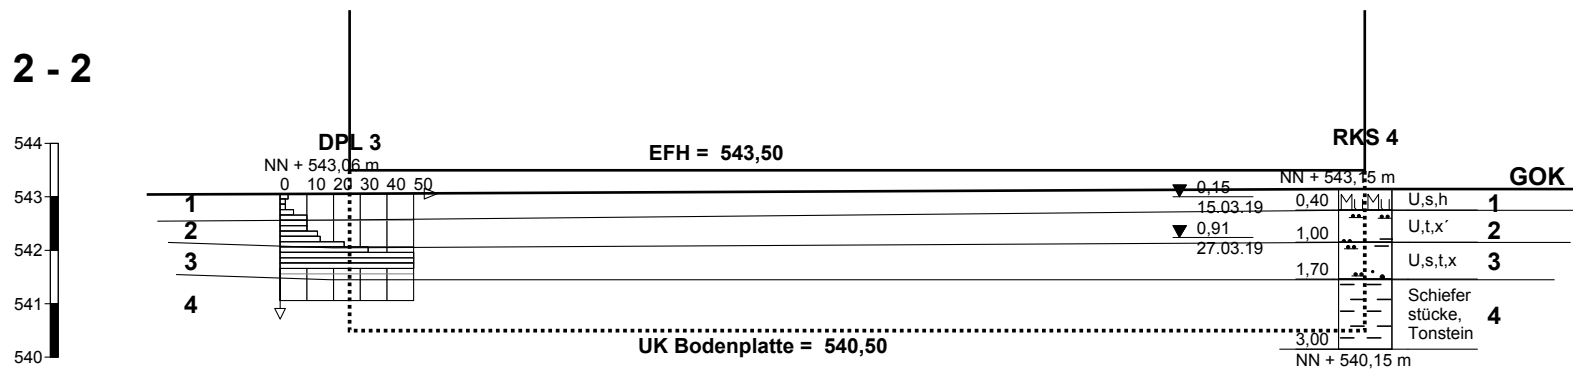 2 - 2
544
543
542
541
540
DPL 3
NN + 543,06 m
0 10 20 30 40 50
1
2
3
4
EFH = 543,50
UK Bodenplatte = 540,50
0,15
15.03.19
0,91
27.03.19
RKS 4
NN + 543,15 m
GOK
0,40 M U M U U,s,h 1
1,00 U,t,x´ 2
1,70 U,s,t,x 3
Schiefer
stücke, 4
Tonstein
3,00
NN + 540,15 m